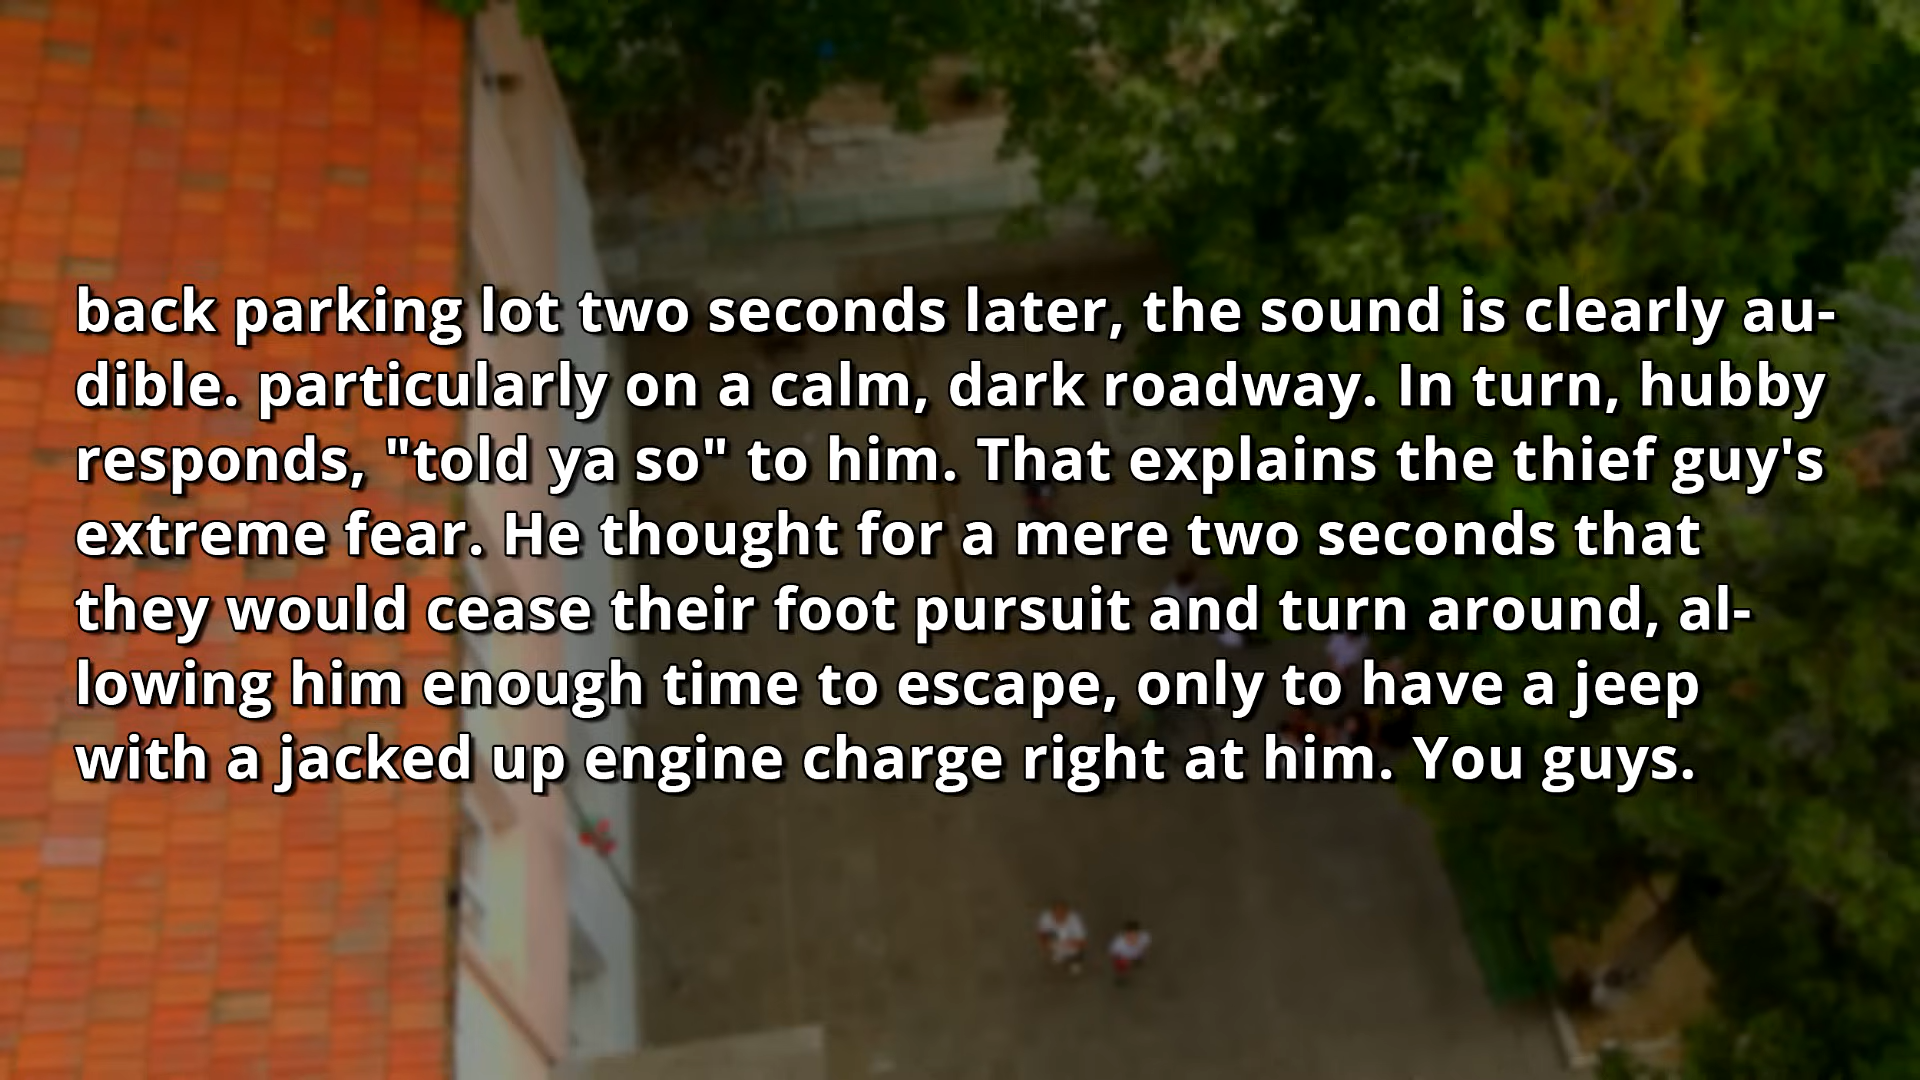 back parking lot two seconds later, the sound is clearly au-
dible. particularly on a calm, dark roadway. In turn, hubby
responds, "told ya so" to him. That explains the thief guy's
extreme fear. He thought for a mere two seconds that
they would cease their foot pursuit and turn around, al-
lowing him enough time to escape, only to have a jeep
with a jacked up engine charge right at him. You guys.